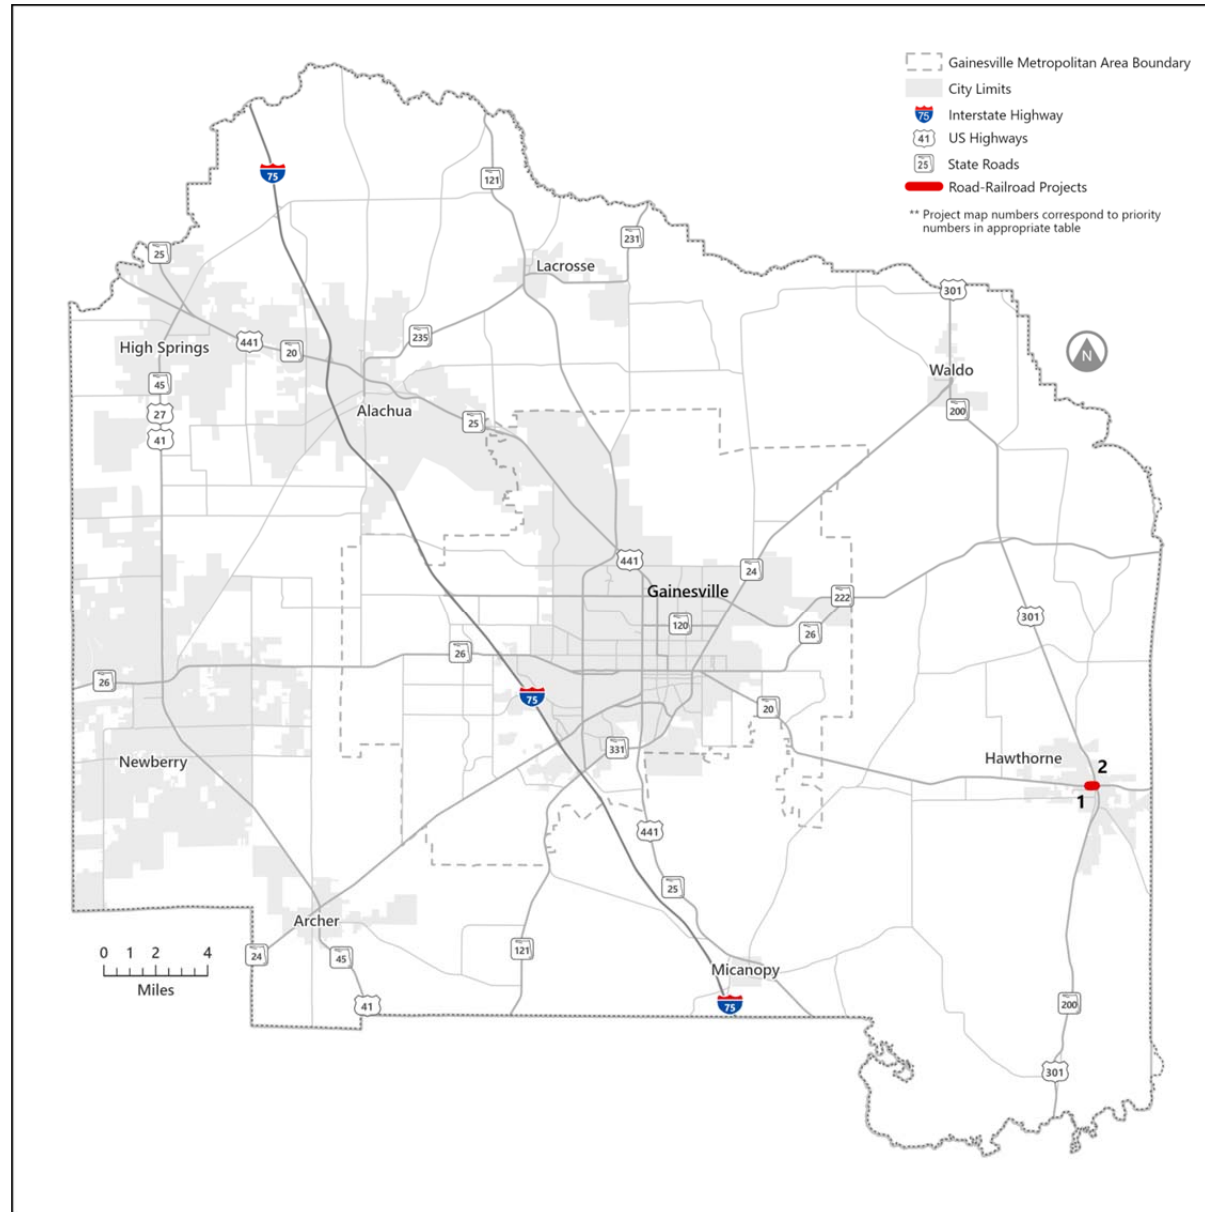 Gainesville Metropolitan Area Boundary
City Limits
75
Interstate Highway
41
US Highways
25
State Roads
Road-Railroad Projects
** Project map numbers correspond to priority
numbers in appropriate table
75
121
231
25
Lacrosse
301
441
20
235
High Springs
N
Waldo
45
27
41
Alachua
200
25
441
24
Gainesville
222
120
26
301
26
26
75
20
331
Newberry
Hawthorne
2
1
441
25
Archer
24
45
121
Micanopy
0 1 2 4
Miles
75
41
200
301